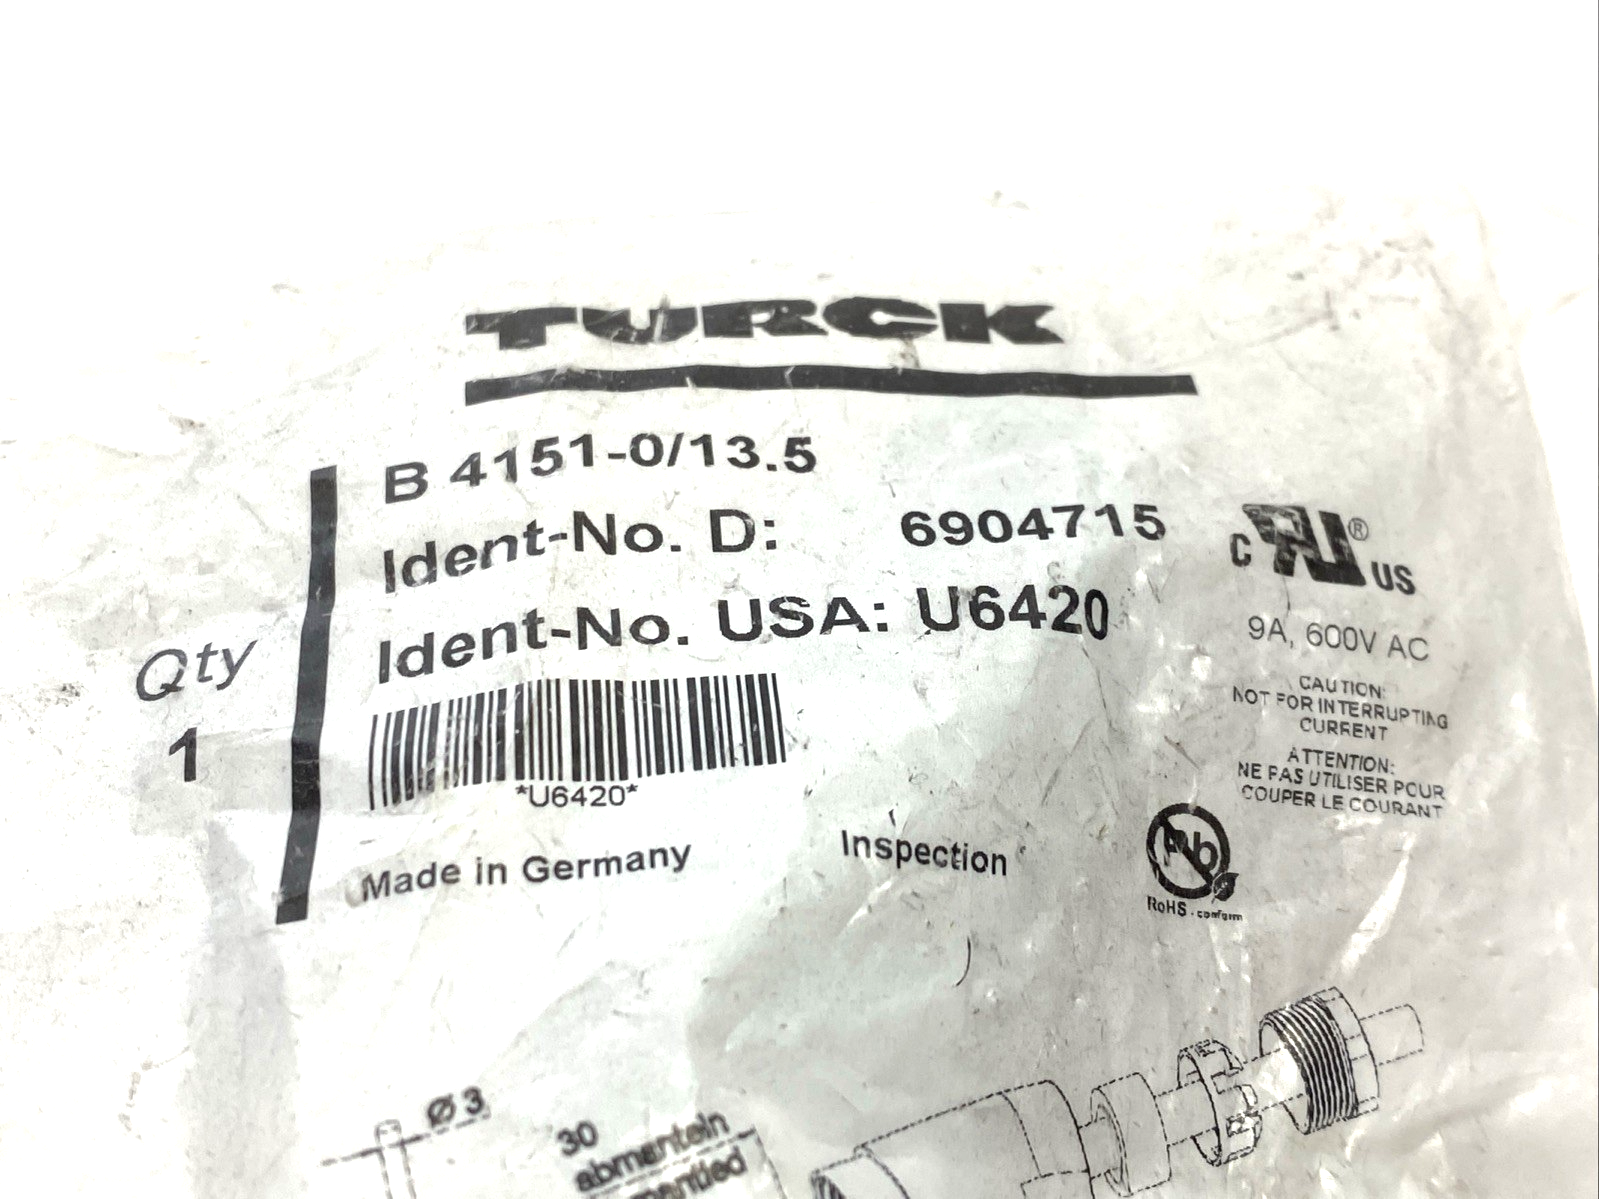 TURCK
B 4151-0/13.5
Ident-No. D: 6904715
Ident-No. USA: U6420
Qty
1
*U6420*
Made in Germany
Inspection
C RU® US
9A, 600V AC
CAUTION:
NOT FOR INTERRUPTING
CURRENT
ATTENTION:
NE PAS UTILISER POUR
COUPER LE COURANT
Pb
RoHS - conform
Ø 3
30
abmanteln